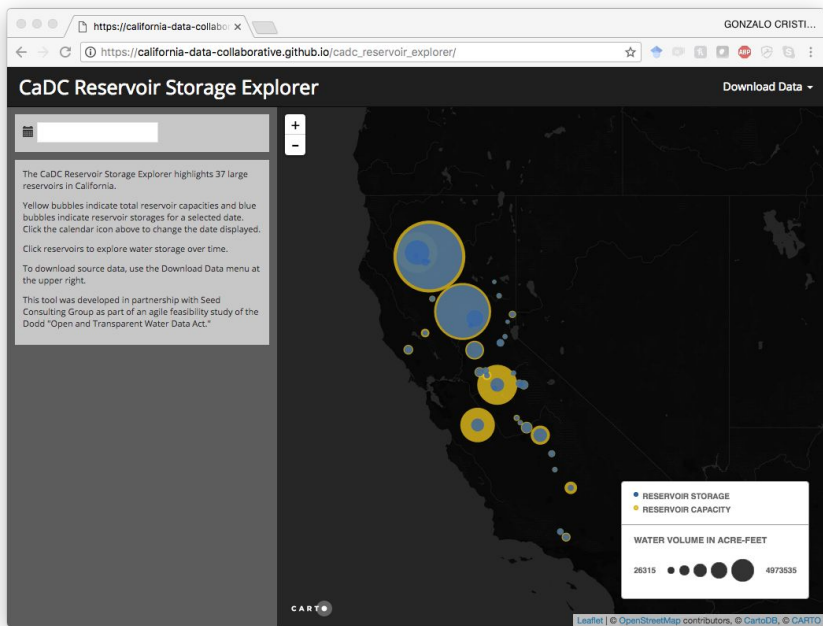 https://california-data-collabor
GONZALO CRISTI...
https://california-data-collaborative.github.io/cadc_reservoir_explorer/
ABP
CaDC Reservoir Storage Explorer
Download Data
+
-
The CaDC Reservoir Storage Explorer highlights 37 large
reservoirs in California.
Yellow bubbles indicate total reservoir capacities and blue
bubbles indicate reservoir storages for a selected date.
Click the calendar icon above to change the date displayed.
Click reservoirs to explore water storage over time.
To download source data, use the Download Data menu at
the upper right.
This tool was developed in partnership with Seed
Consulting Group as part of an agile feasibility study of the
Dodd "Open and Transparent Water Data Act."
RESERVOIR STORAGE
RESERVOIR CAPACITY
WATER VOLUME IN ACRE-FEET
26315 4973535
CARTO
Leaflet | © OpenStreetMap contributors, © CartoDB, © CARTO